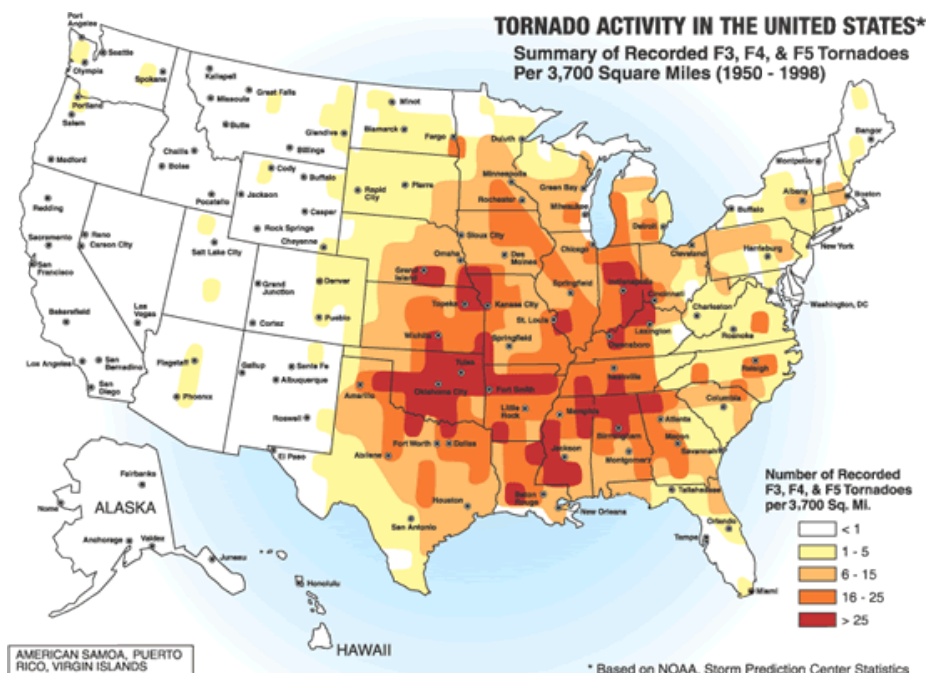 TORNADO ACTIVITY IN THE UNITED STATES*
Summary of Recorded F3, F4, & F5 Tornadoes
Per 3,700 Square Miles (1950 - 1998)
Port
Angeles
Seattle
Olympia
Spokane
Portland
Salem
Medford
Kalispell
Missoula
Great Falls
Butte
Glendive
Billings
Challis
Boise
Pocatello
Cody
Buffalo
Jackson
Casper
Rock Springs
Cheyenne
Minot
Bismarck
Fargo
Duluth
Rapid
City
Pierre
Minneapolis
Rochester
Green Bay
Milwaukee
Detroit
Chicago
Cleveland
Buffalo
Albany
Montpelier
Bangor
Boston
New York
Harrisburg
Washington, DC
Redding
Reno
Carson City
Sacramento
San
Francisco
Salt Lake City
Las
Vegas
Bakersfield
Los Angeles
San
Bernardino
San
Diego
Grand
Junction
Cortez
Denver
Pueblo
Flagstaff
Phoenix
Gallup
Santa Fe
Albuquerque
Roswell
El Paso
Sioux City
Omaha
Des
Moines
Grand
Island
Topeka
Kansas City
Wichita
Springfield
St. Louis
Springfield
Indianapolis
Cincinnati
Charleston
Lexington
Owensboro
Roanoke
Raleigh
Nashville
Columbia
Tulsa
Oklahoma City
Fort Smith
Amarillo
Little
Rock
Memphis
Birmingham
Atlanta
Macon
Savannah
Montgomery
Jackson
Abilene
Fort Worth
Dallas
Houston
San Antonio
Baton
Rouge
New Orleans
Tallahassee
Orlando
Tampa
Miami
Fairbanks
Nome
ALASKA
Anchorage
Valdez
Juneau
Honolulu
HAWAII
Number of Recorded
F3, F4, & F5 Tornadoes
per 3,700 Sq. Mi.
< 1
1 - 5
6 - 15
16 - 25
> 25
AMERICAN SAMOA, PUERTO
RICO, VIRGIN ISLANDS
* Based on NOAA, Storm Prediction Center Statistics